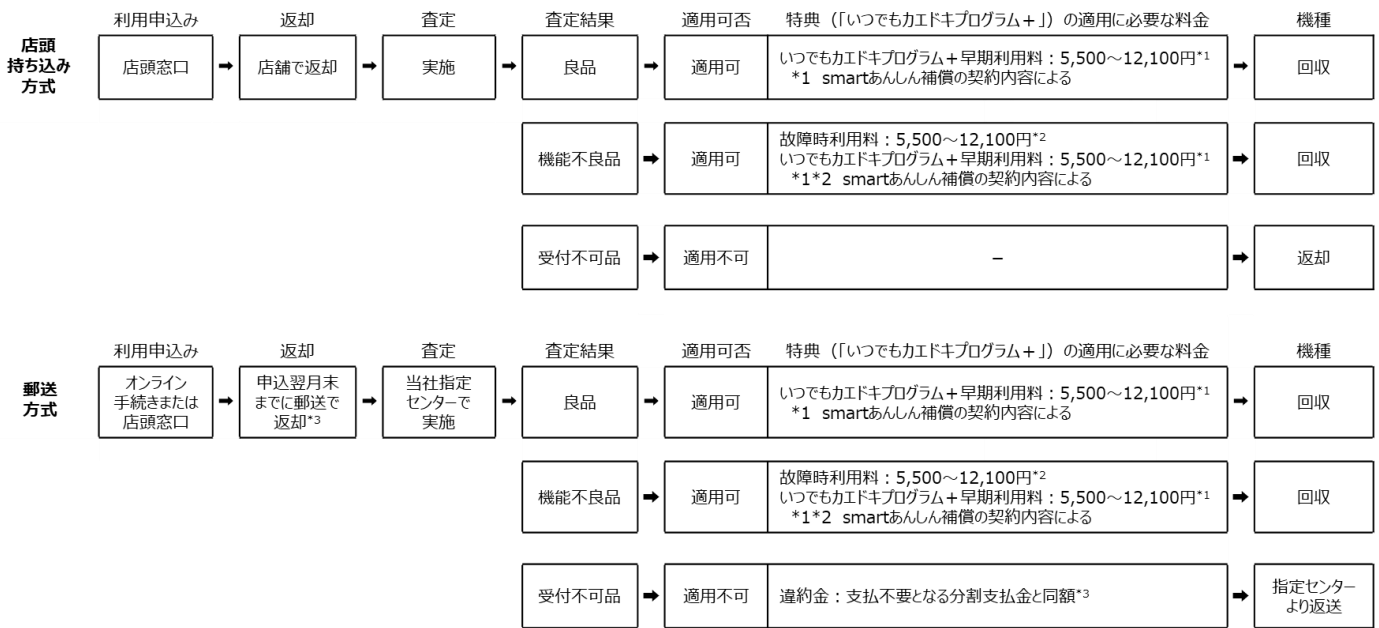 利用申込み 返却 査定 査定結果 適用可否 特典（「いつでもカエドキプログラム＋」）の適用に必要な料金 機種
店頭
持ち込み
方式
店頭窓口 ➡ 店舗で返却 ➡ 実施 ➡ 良品 ➡ 適用可 いつでもカエドキプログラム＋早期利用料：5,500～12,100円*1 ➡ 回収
*1 smartあんしん補償の契約内容による
故障時利用料：5,500～12,100円*2
機能不良品 ➡ 適用可 いつでもカエドキプログラム＋早期利用料：5,500～12,100円*1 ➡ 回収
*1*2 smartあんしん補償の契約内容による
受付不可品 ➡ 適用不可 － ➡ 返却
利用申込み 返却 査定 査定結果 適用可否 特典（「いつでもカエドキプログラム＋」）の適用に必要な料金 機種
郵送
方式
オンライン
手続きまたは
店頭窓口
➡
申込翌月末
までに郵送で
返却*3
➡
当社指定
センターで
実施
➡ 良品 ➡ 適用可 いつでもカエドキプログラム＋早期利用料：5,500～12,100円*1 ➡ 回収
*1 smartあんしん補償の契約内容による
故障時利用料：5,500～12,100円*2
機能不良品 ➡ 適用可 いつでもカエドキプログラム＋早期利用料：5,500～12,100円*1 ➡ 回収
*1*2 smartあんしん補償の契約内容による
受付不可品 ➡ 適用不可 違約金：支払不要となる分割支払金と同額*3 ➡
指定センター
より返送